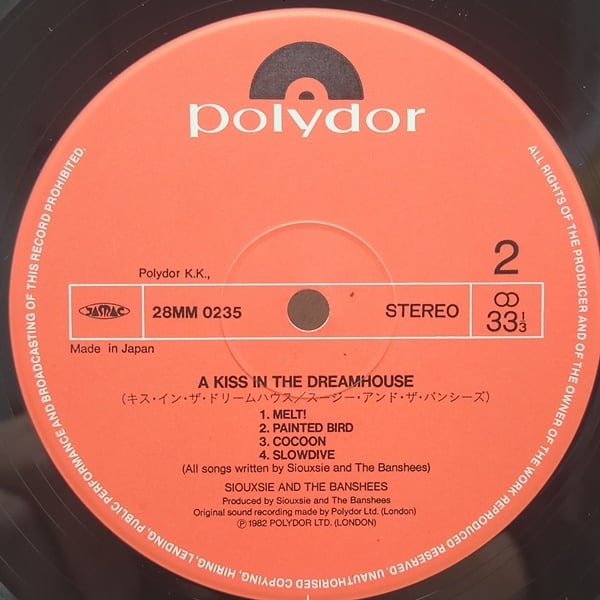 polydor
2
Polydor K.K.,
JASRAC
28MM 0235
STEREO
33 1/3
Made in Japan
A KISS IN THE DREAMHOUSE
(キス・イン・ザ・ドリームハウス/スージー・アンド・ザ・バンシーズ)
1. MELT!
2. PAINTED BIRD
3. COCOON
4. SLOWDIVE
(All songs written by Siouxsie and The Banshees)
SIOUXSIE AND THE BANSHEES
Produced by Siouxsie and The Banshees
Original sound recording made by Polydor Ltd. (London)
Ⓟ 1982 POLYDOR LTD. (LONDON)
ALL RIGHTS OF THE PRODUCER AND OF THE OWNER OF THE WORK REPRODUCED RESERVED. UNAUTHORISED COPYING, HIRING, LENDING, PUBLIC PERFORMANCE AND BROADCASTING OF THIS RECORD PROHIBITED.